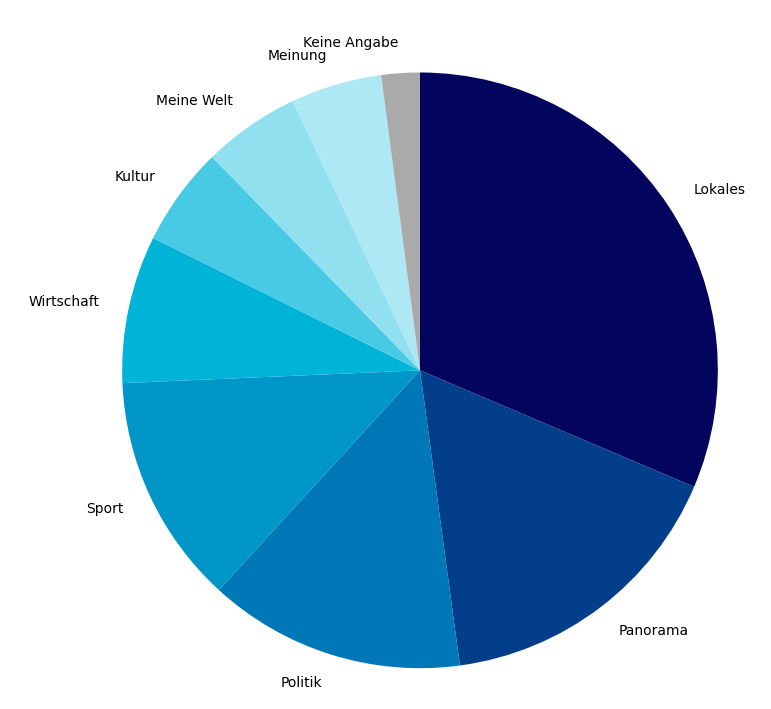 Keine Angabe
Meinung
Meine Welt
Kultur
Lokales
Wirtschaft
Sport
Panorama
Politik